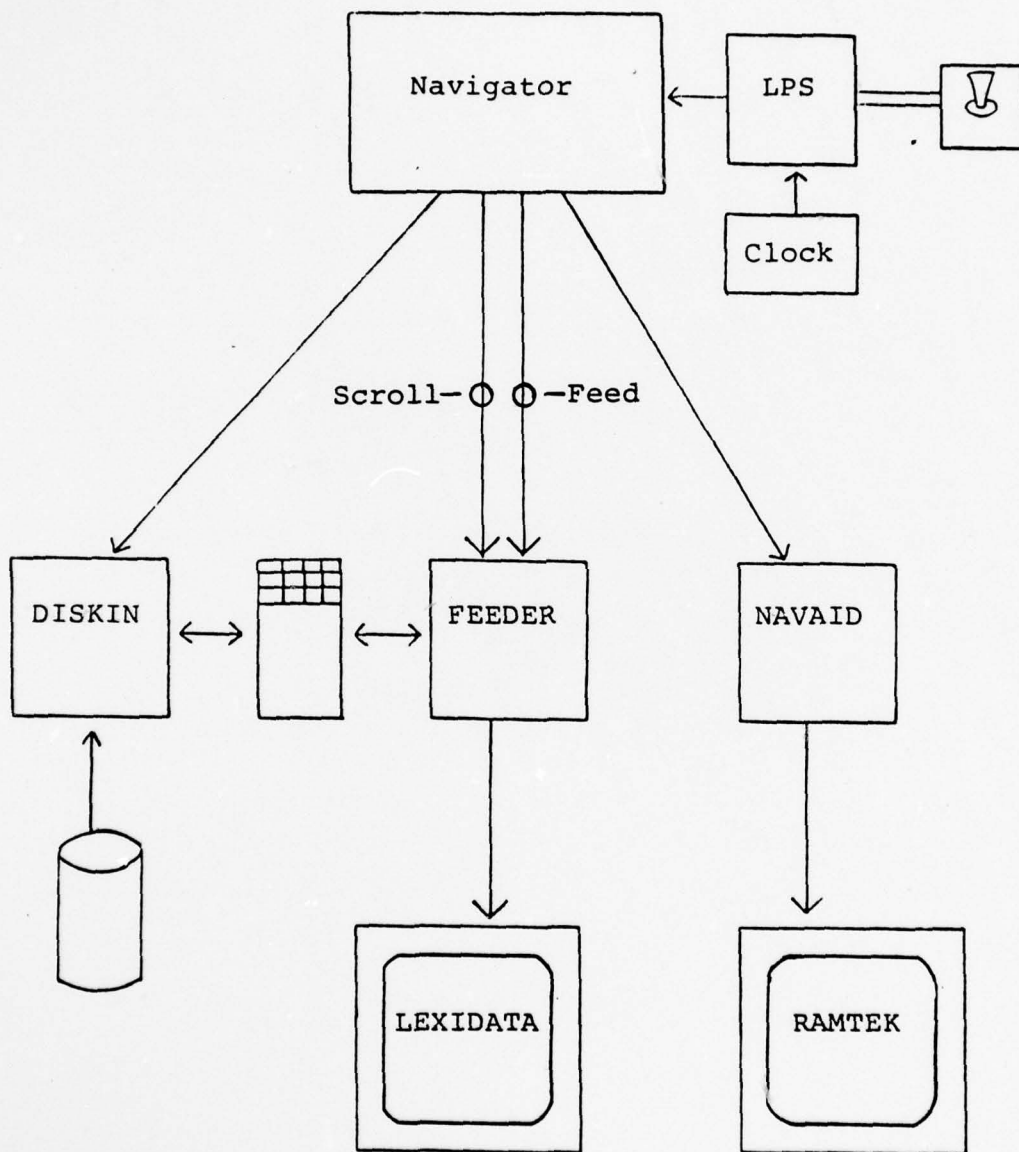 Navigator
LPS
Clock
Scroll— —Feed
DISKIN
FEEDER
NAVAID
LEXIDATA
RAMTEK